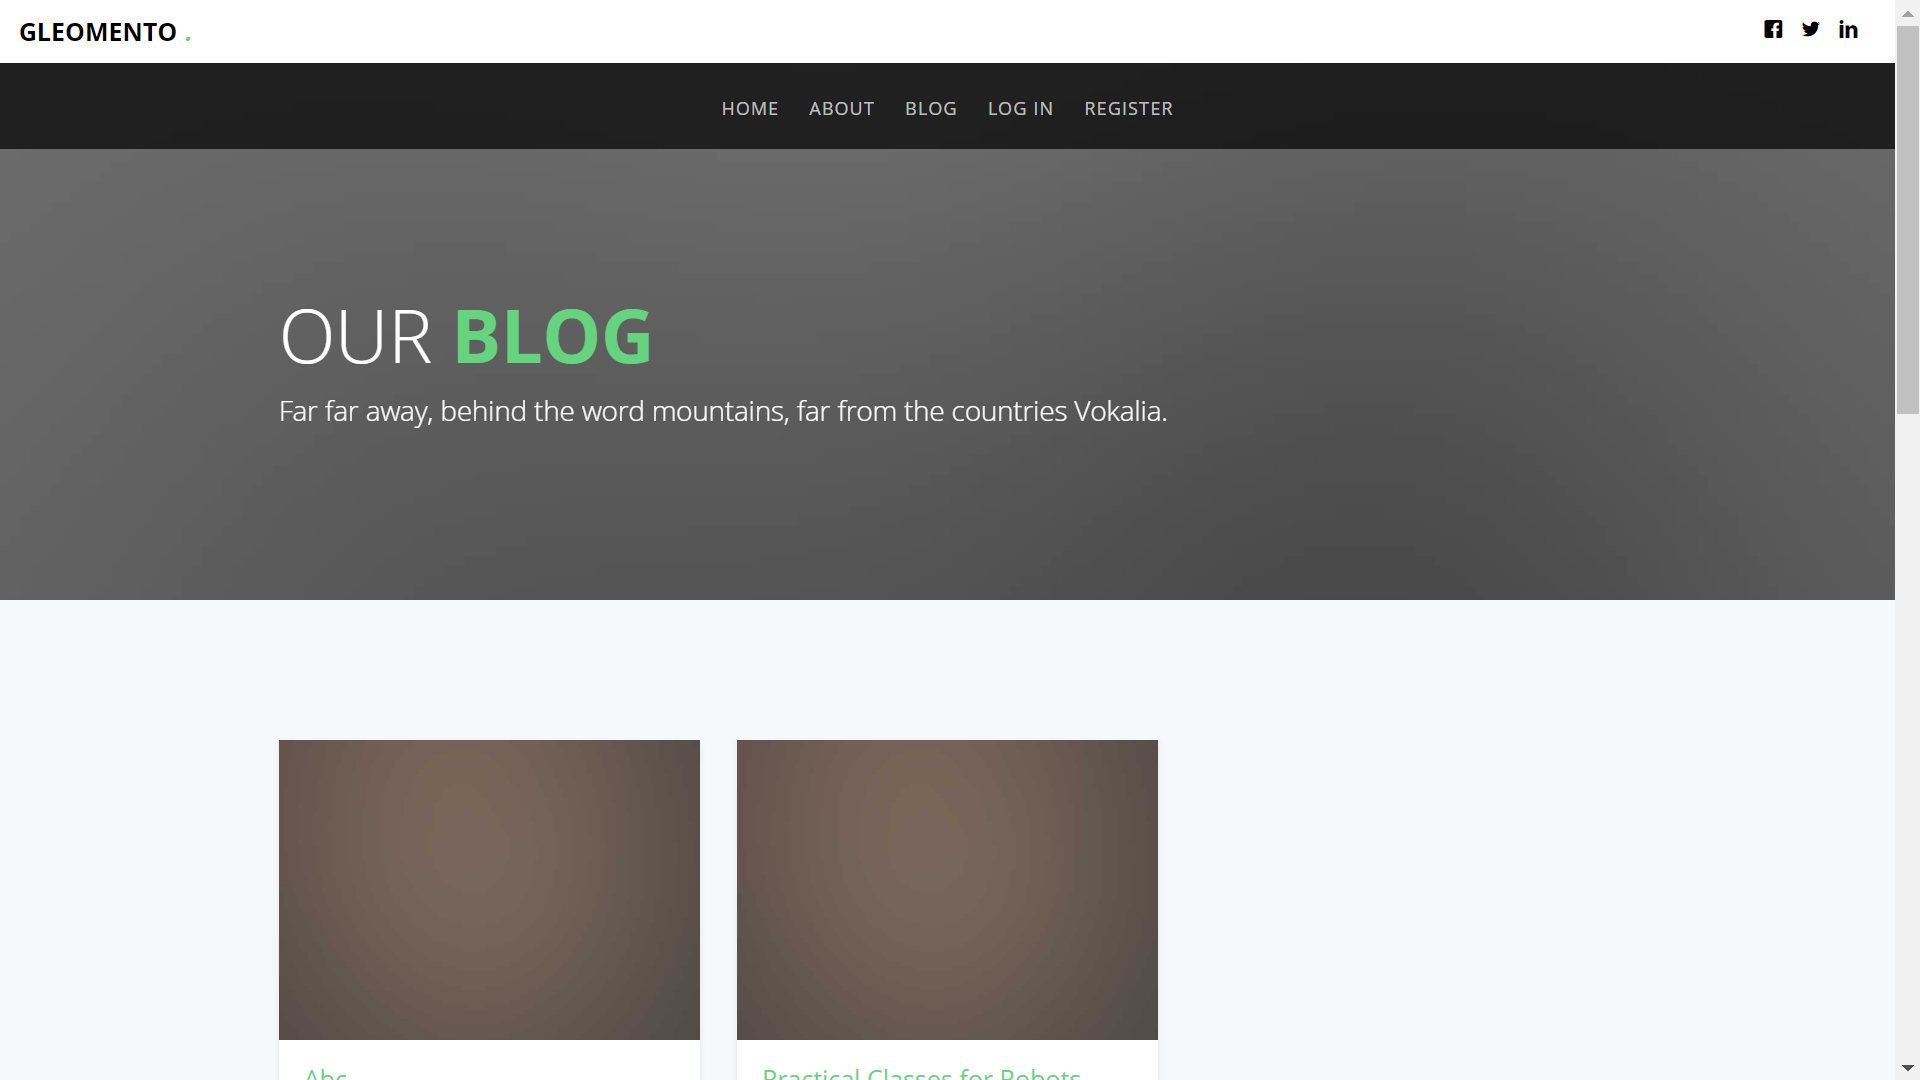 GLEOMENTO .
HOME ABOUT BLOG LOG IN REGISTER
OUR BLOG
Far far away, behind the word mountains, far from the countries Vokalia.
Abc
Practical Classes for Robots